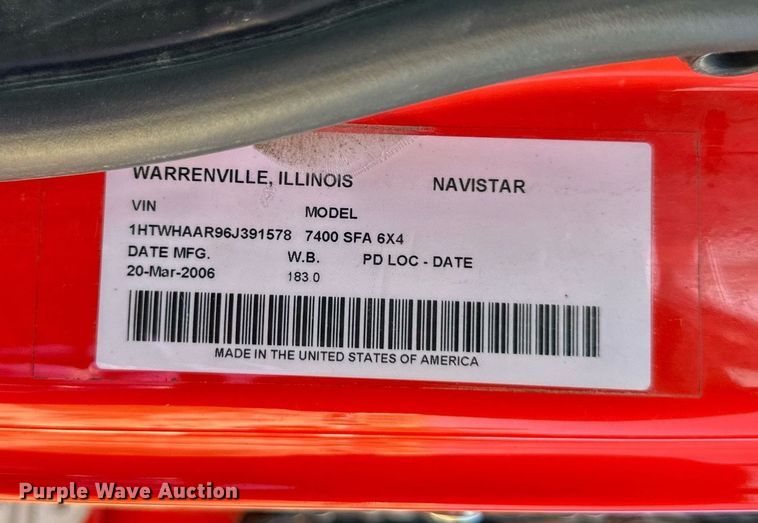 WARRENVILLE, ILLINOIS NAVISTAR
VIN MODEL
1HTWHAAR96J391578 7400 SFA 6X4
DATE MFG. W.B. PD LOC - DATE
20-Mar-2006 183.0
MADE IN THE UNITED STATES OF AMERICA
Purple Wave Auction